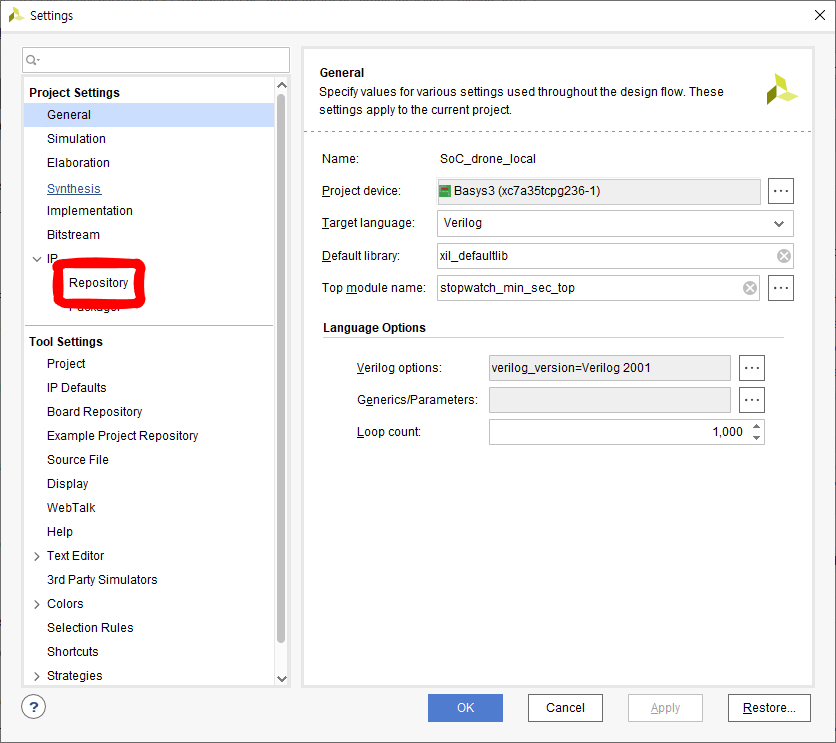 Settings
Project Settings
General
Simulation
Elaboration
Synthesis
Implementation
Bitstream
IP
Repository
Packager
Tool Settings
Project
IP Defaults
Board Repository
Example Project Repository
Source File
Display
WebTalk
Help
Text Editor
3rd Party Simulators
Colors
Selection Rules
Shortcuts
Strategies
?
General
Specify values for various settings used throughout the design flow. These
settings apply to the current project.
Name: SoC_drone_local
Project device: Basys3 (xc7a35tcpg236-1) ...
Target language: Verilog
Default library: xil_defaultlib
Top module name: stopwatch_min_sec_top ...
Language Options
Verilog options: verilog_version=Verilog 2001 ...
Generics/Parameters: ...
Loop count: 1,000
OK Cancel Apply Restore...